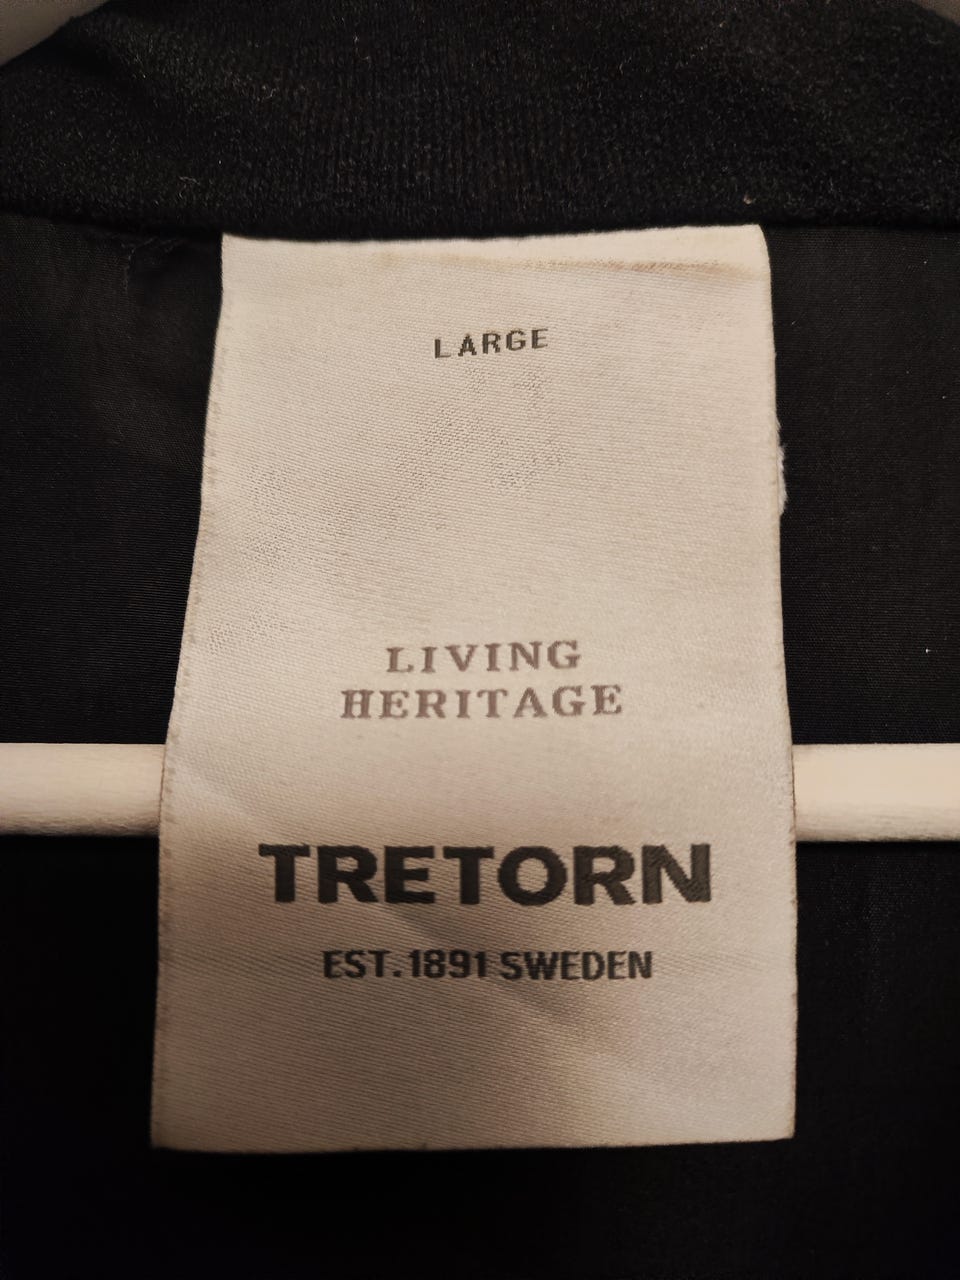 LARGE
LIVING
HERITAGE
TRETORN
EST. 1891 SWEDEN